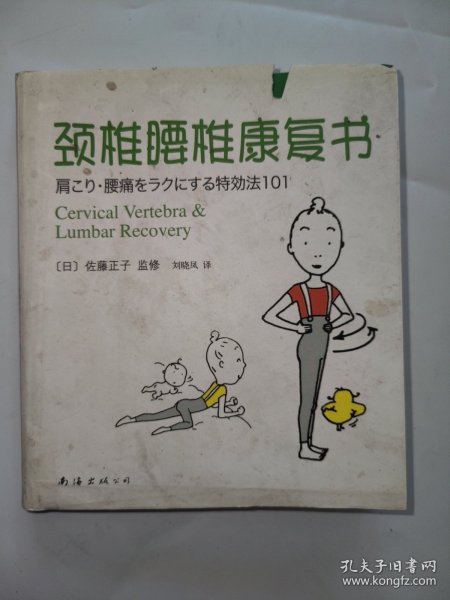 颈椎腰椎康复书
肩こり·腰痛をラクにする特効法101
Cervical Vertebra &
Lumbar Recovery
〔日〕佐藤正子 监修 刘晓凤 译
南海出版公司
孔夫子旧书网
www.kongfz.com